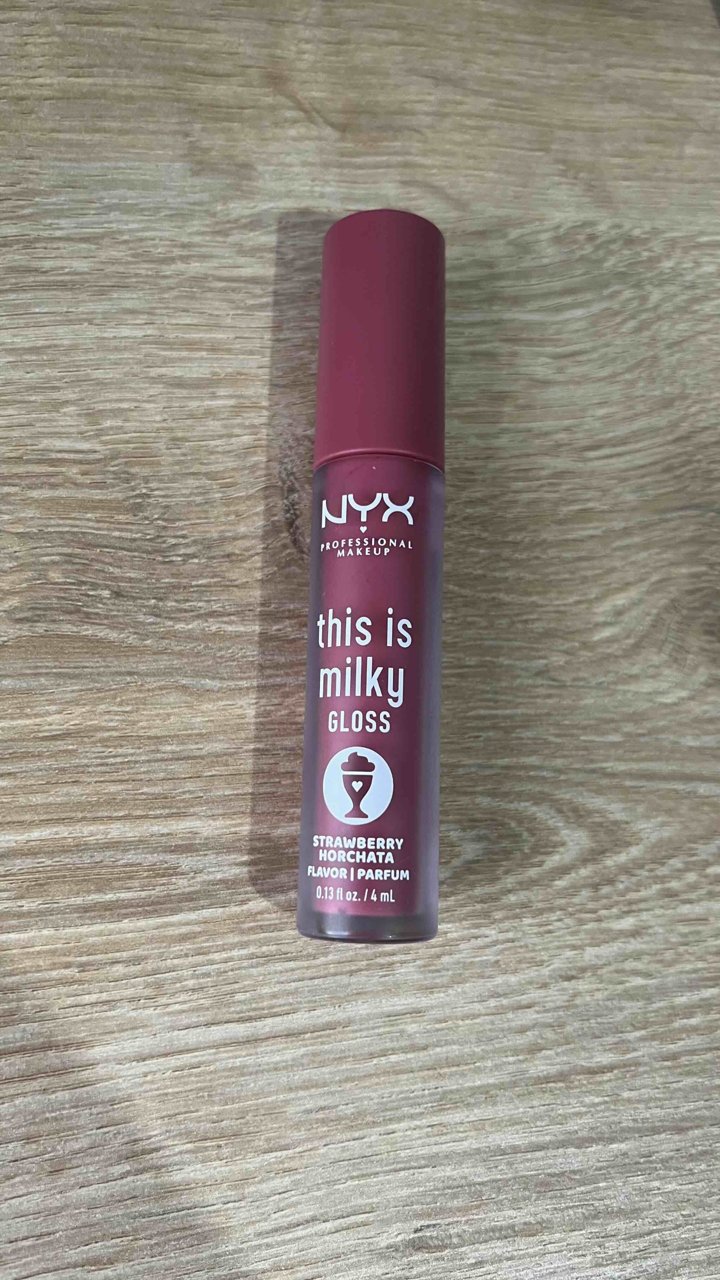 NYX
PROFESSIONAL
MAKEUP
this is
milky
GLOSS
STRAWBERRY
HORCHATA
FLAVOR | PARFUM
0.13 fl oz. / 4 mL